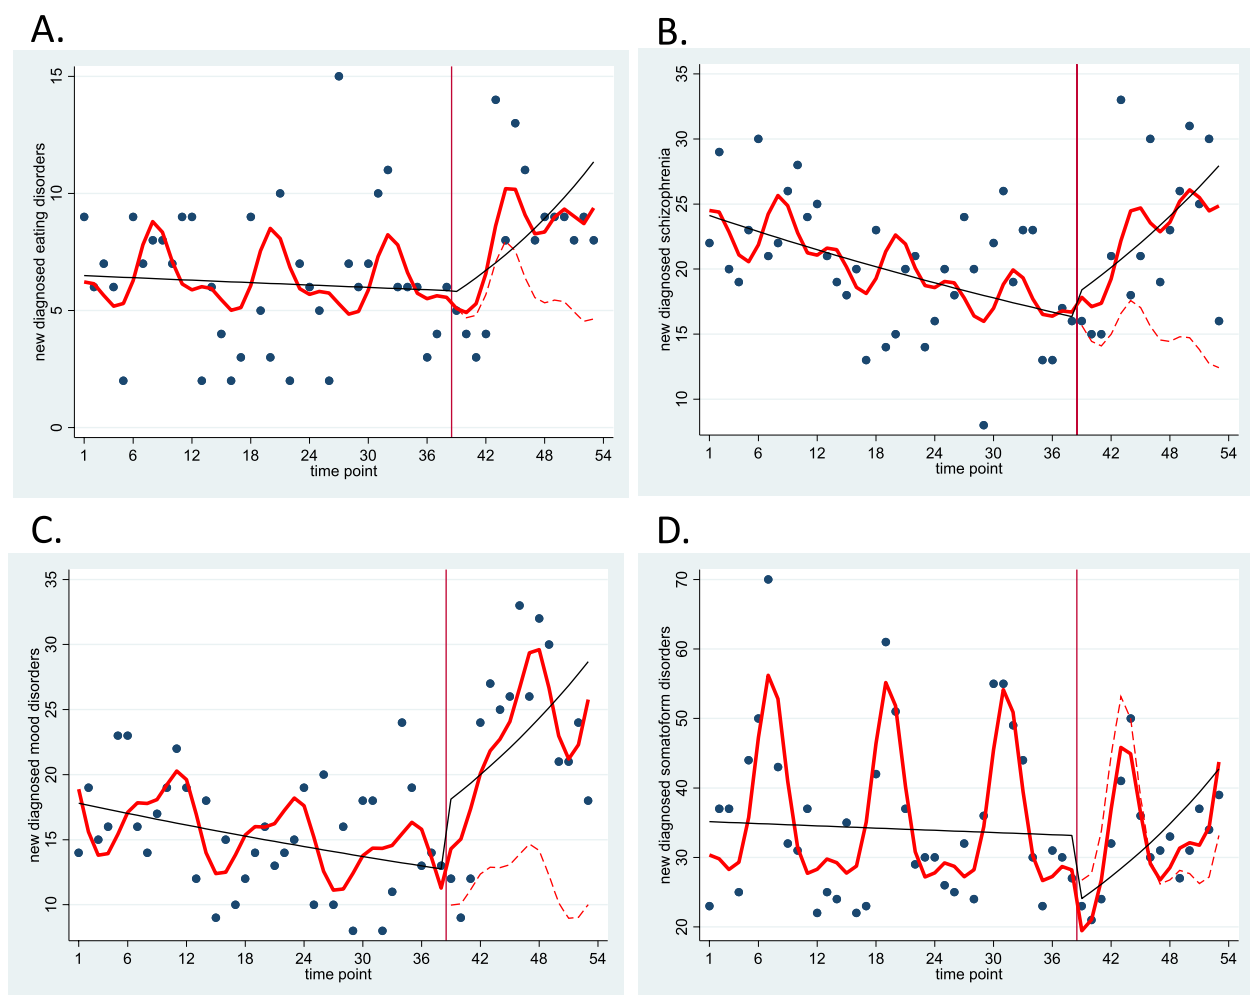 A.
new diagnosed seating disorders
15
10
5
0
1 6 12 18 24 30 36 42 48 54
time point
B.
new diagnosed schizophrenia
35
30
25
20
15
10
1 6 12 18 24 30 36 42 48 54
time point
C.
new diagnosed mood disorders
35
30
25
20
15
10
1 6 12 18 24 30 36 42 48 54
time point
D.
new diagnosed somatoform disorders
70
60
50
40
30
20
1 6 12 18 24 30 36 42 48 54
time point